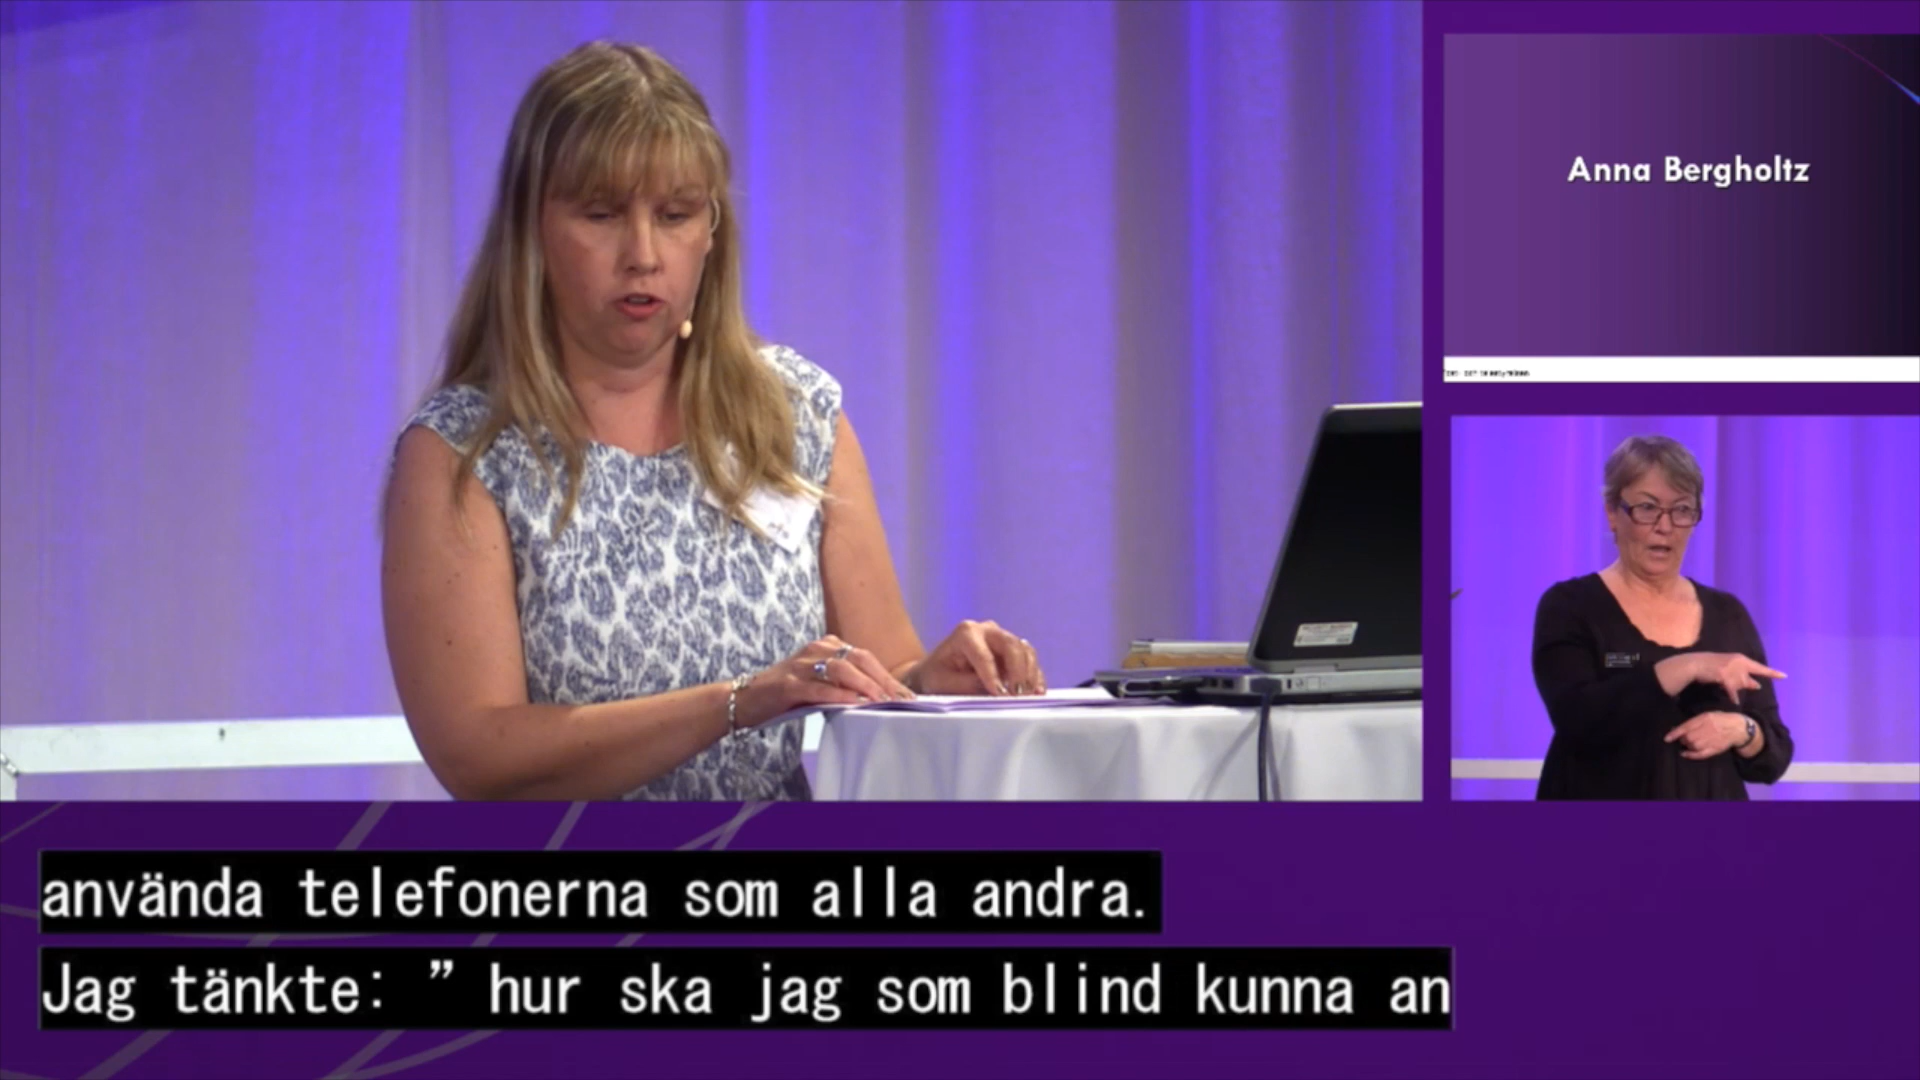 Anna Bergholtz
använda telefonerna som alla andra.
Jag tänkte: ” hur ska jag som blind kunna an